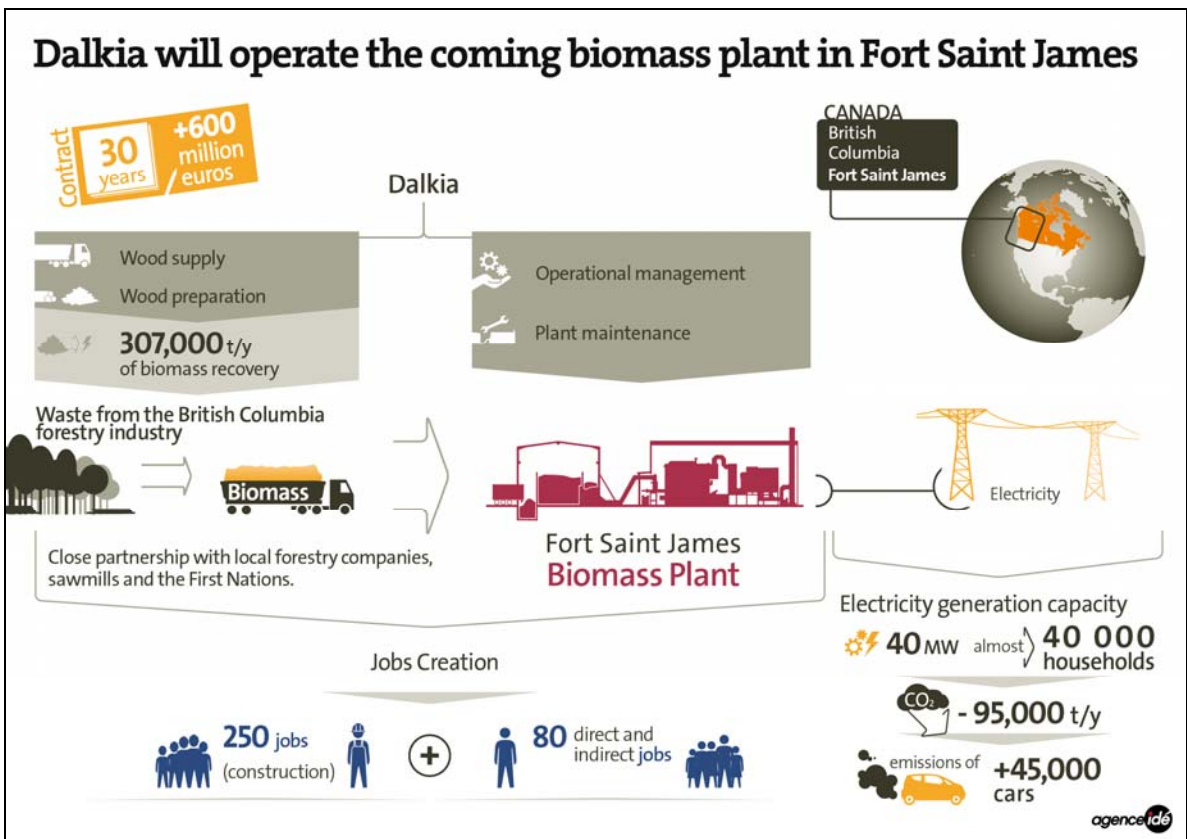 Dalkia will operate the coming biomass plant in Fort Saint James
Contract
30
years
+600
million
euros
Dalkia
CANADA
British
Columbia
Fort Saint James
Wood supply
Wood preparation
307,000 t/y
of biomass recovery
Operational management
Plant maintenance
Waste from the British Columbia
forestry industry
Biomass
Close partnership with local forestry companies,
sawmills and the First Nations.
Fort Saint James
Biomass Plant
Electricity
Electricity generation capacity
40 MW almost 40 000
households
CO2
- 95,000 t/y
emissions of +45,000
cars
Jobs Creation
250 jobs
(construction)
+
80 direct and
indirect jobs
agence idé